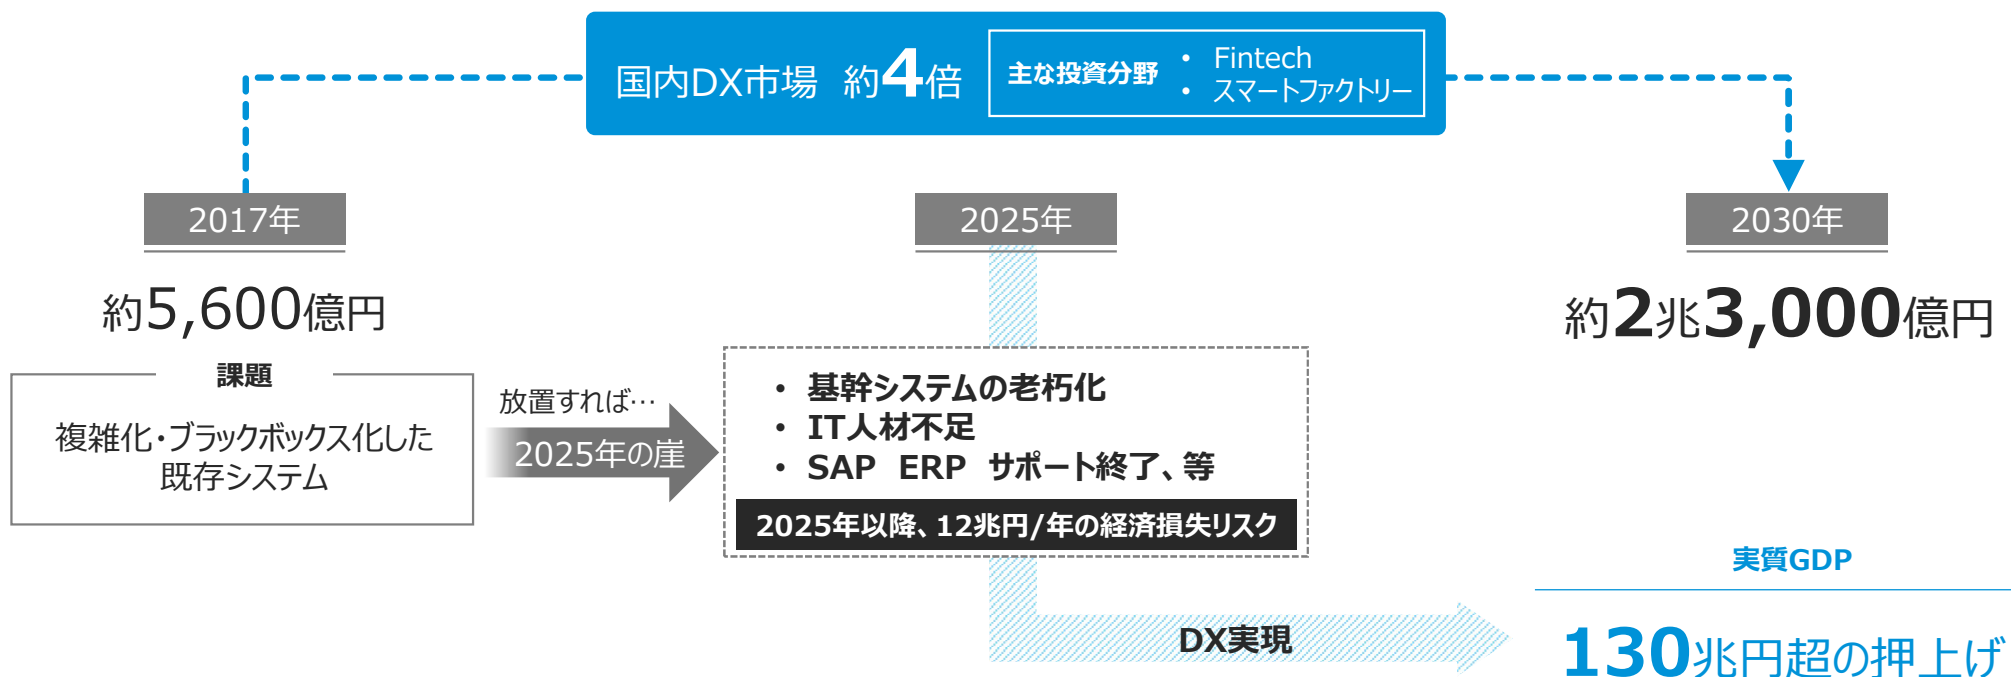 国内DX市場 約4倍
主な投資分野
・ Fintech
・ スマートファクトリー
2017年
2025年
2030年
約5,600億円
約2兆3,000億円
課題
複雑化・ブラックボックス化した
既存システム
放置すれば…
2025年の崖
・ 基幹システムの老朽化
・ IT人材不足
・ SAP ERP サポート終了、等
2025年以降、12兆円/年の経済損失リスク
DX実現
実質GDP
130兆円超の押上げ